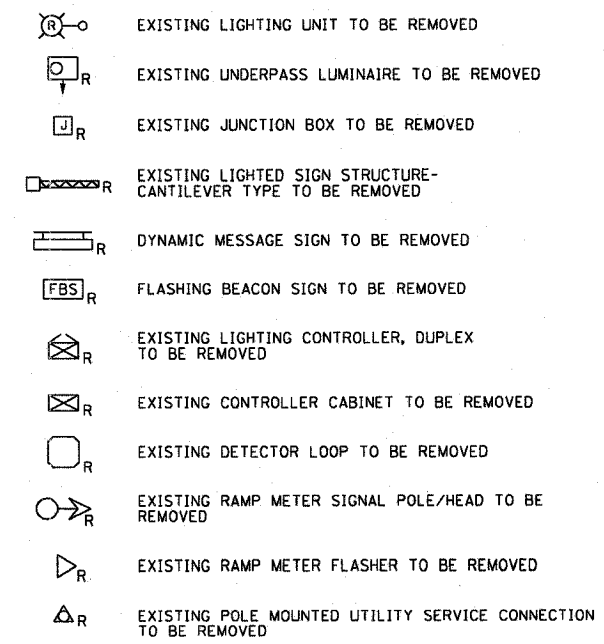 R EXISTING LIGHTING UNIT TO BE REMOVED
R EXISTING UNDERPASS LUMINAIRE TO BE REMOVED
J R EXISTING JUNCTION BOX TO BE REMOVED
EXISTING LIGHTED SIGN STRUCTURE-
R CANTILEVER TYPE TO BE REMOVED
R DYNAMIC MESSAGE SIGN TO BE REMOVED
FBS R FLASHING BEACON SIGN TO BE REMOVED
EXISTING LIGHTING CONTROLLER, DUPLEX
R TO BE REMOVED
R EXISTING CONTROLLER CABINET TO BE REMOVED
R EXISTING DETECTOR LOOP TO BE REMOVED
EXISTING RAMP METER SIGNAL POLE/HEAD TO BE
R REMOVED
R EXISTING RAMP METER FLASHER TO BE REMOVED
R EXISTING POLE MOUNTED UTILITY SERVICE CONNECTION
TO BE REMOVED